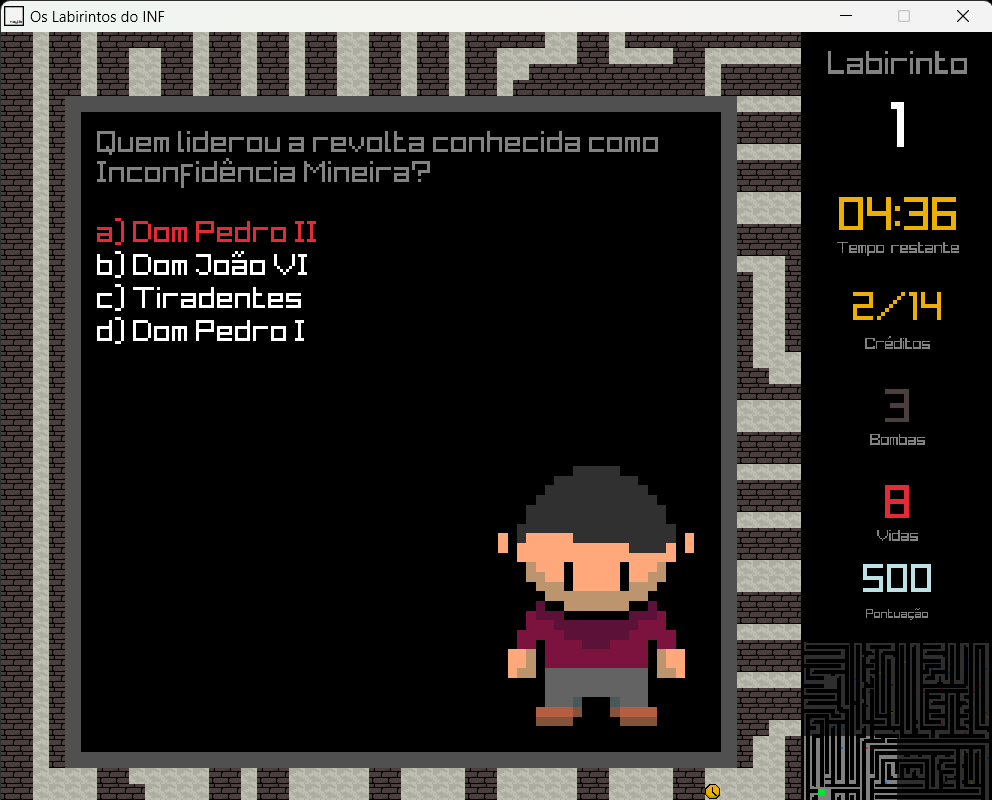 Os Labirintos do INF
Quem liderou a revolta conhecida como
Inconfidência Mineira?
a) Dom Pedro II
b) Dom João VI
c) Tiradentes
d) Dom Pedro I
Labirinto
1
04:36
Tempo restante
2/14
Créditos
3
Bombas
8
Vidas
500
Pontuação